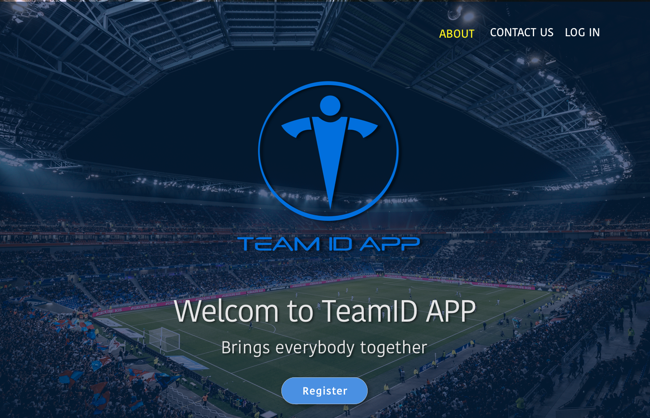 ABOUT CONTACT US LOG IN
TEAM ID APP
Welcom to TeamID APP
Brings everybody together
Register